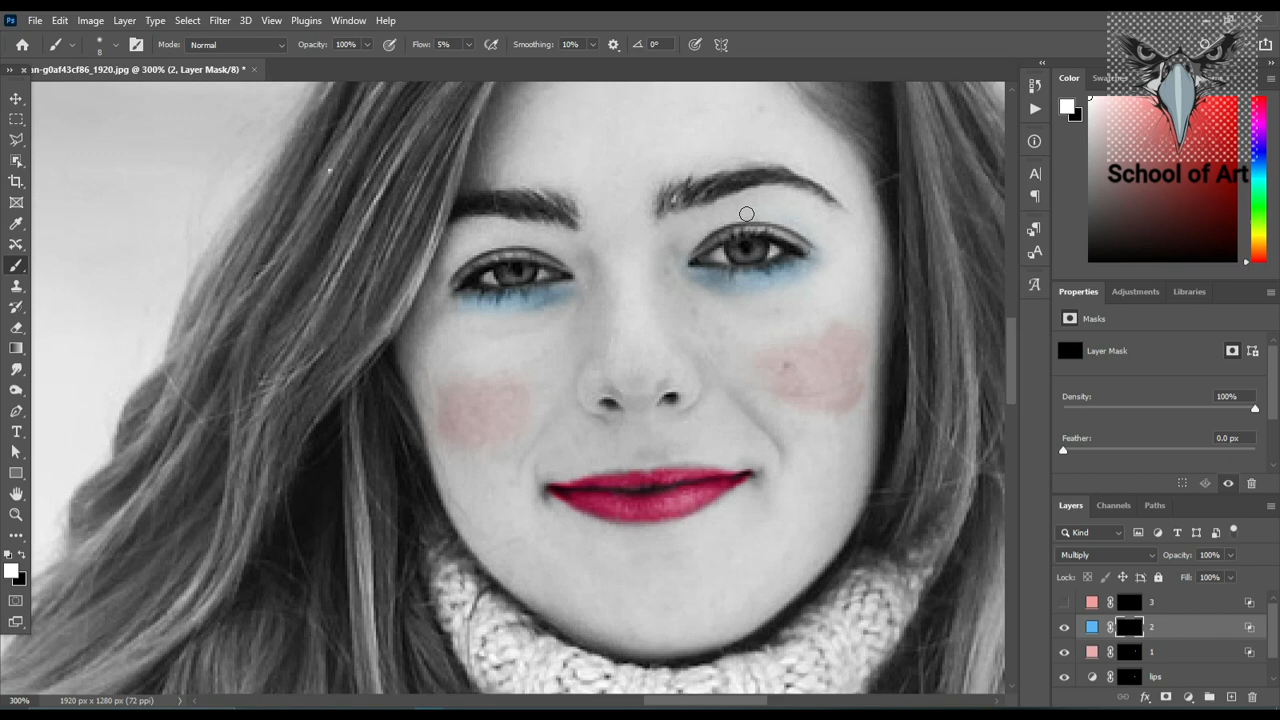 Ps File Edit Image Layer Type Select Filter 3D View Plugins Window Help
8 Mode: Normal Opacity: 100% Flow: 5% Smoothing: 10% 0°
an-g0af43cf86_1920.jpg @ 300% (2, Layer Mask/8) *
Color Swatches
School of Art
Properties Adjustments Libraries
Masks
Layer Mask
Density: 100%
Feather: 0.0 px
Layers Channels Paths
Kind
Multiply Opacity: 100%
Lock: Fill: 100%
3
2
1
lips
300% 1920 px x 1280 px (72 ppi)